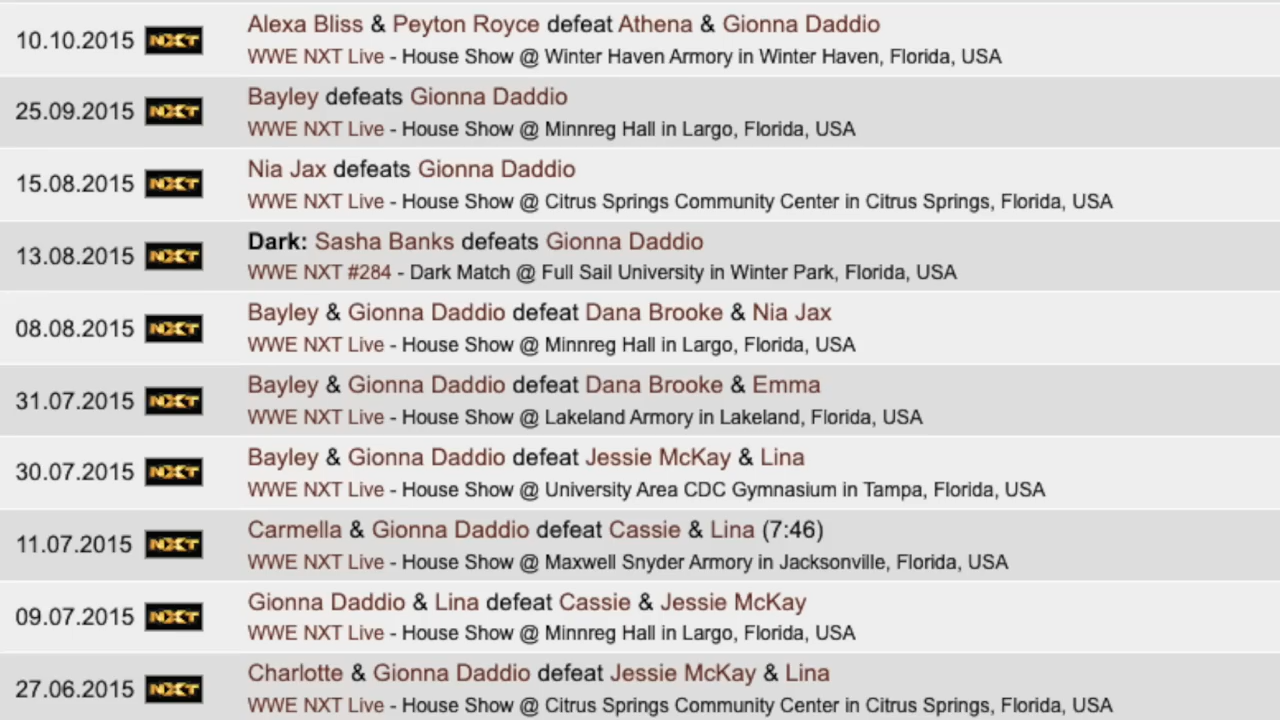 10.10.2015 NXT Alexa Bliss & Peyton Royce defeat Athena & Gionna Daddio
WWE NXT Live - House Show @ Winter Haven Armory in Winter Haven, Florida, USA
25.09.2015 NXT Bayley defeats Gionna Daddio
WWE NXT Live - House Show @ Minnreg Hall in Largo, Florida, USA
15.08.2015 NXT Nia Jax defeats Gionna Daddio
WWE NXT Live - House Show @ Citrus Springs Community Center in Citrus Springs, Florida, USA
13.08.2015 NXT Dark: Sasha Banks defeats Gionna Daddio
WWE NXT #284 - Dark Match @ Full Sail University in Winter Park, Florida, USA
08.08.2015 NXT Bayley & Gionna Daddio defeat Dana Brooke & Nia Jax
WWE NXT Live - House Show @ Minnreg Hall in Largo, Florida, USA
31.07.2015 NXT Bayley & Gionna Daddio defeat Dana Brooke & Emma
WWE NXT Live - House Show @ Lakeland Armory in Lakeland, Florida, USA
30.07.2015 NXT Bayley & Gionna Daddio defeat Jessie McKay & Lina
WWE NXT Live - House Show @ University Area CDC Gymnasium in Tampa, Florida, USA
11.07.2015 NXT Carmella & Gionna Daddio defeat Cassie & Lina (7:46)
WWE NXT Live - House Show @ Maxwell Snyder Armory in Jacksonville, Florida, USA
09.07.2015 NXT Gionna Daddio & Lina defeat Cassie & Jessie McKay
WWE NXT Live - House Show @ Minnreg Hall in Largo, Florida, USA
27.06.2015 NXT Charlotte & Gionna Daddio defeat Jessie McKay & Lina
WWE NXT Live - House Show @ Citrus Springs Community Center in Citrus Springs, Florida, USA